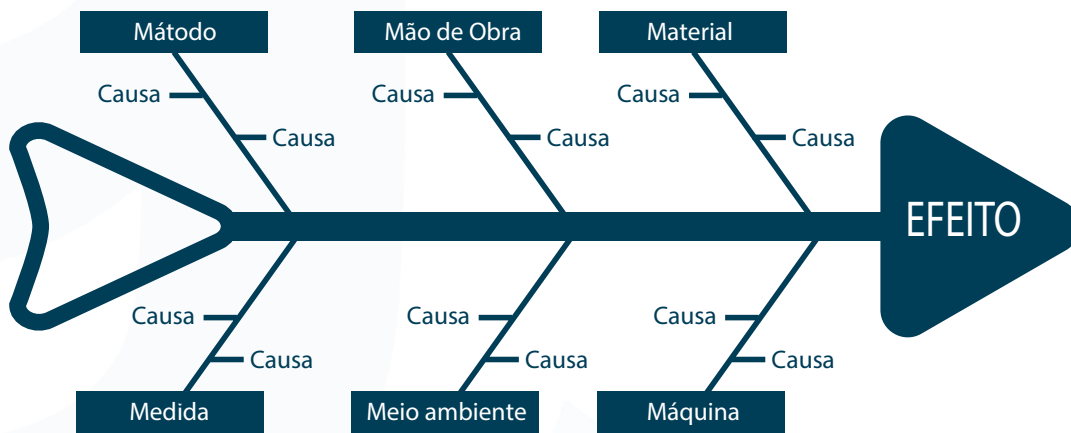 Mátodo
Mão de Obra
Material
Causa
Causa
Causa
Causa
Causa
Causa
EFEITO
Causa
Causa
Causa
Causa
Causa
Causa
Medida
Meio ambiente
Máquina